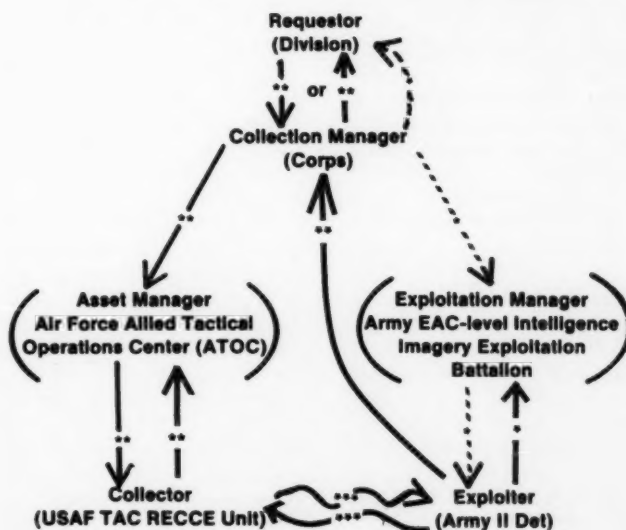 Requestor
(Division)
** or **
Collection Manager
(Corps)
**
**
*
Asset Manager
Air Force Allied Tactical
Operations Center (ATOC)
Exploitation Manager
Army EAC-level Intelligence
Imagery Exploitation
Battalion
**
**
*
*
Collector
(USAF TAC RECCE Unit)
***
***
Exploiter
(Army II Det)